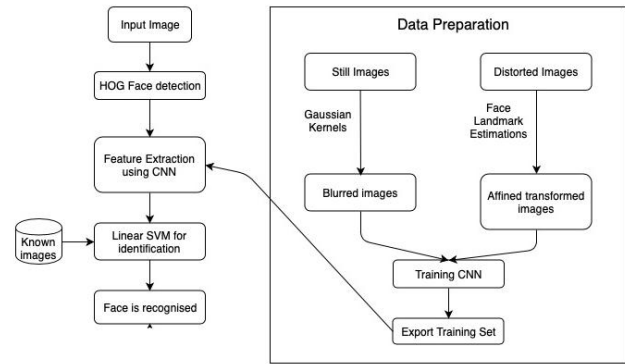 Input Image
HOG Face detection
Feature Extraction
using CNN
Known
images
Linear SVM for
identification
Face is recognised
Data Preparation
Still Images
Distorted Images
Gaussian
Kernels
Face
Landmark
Estimations
Blurred images
Affined transformed
images
Training CNN
Export Training Set